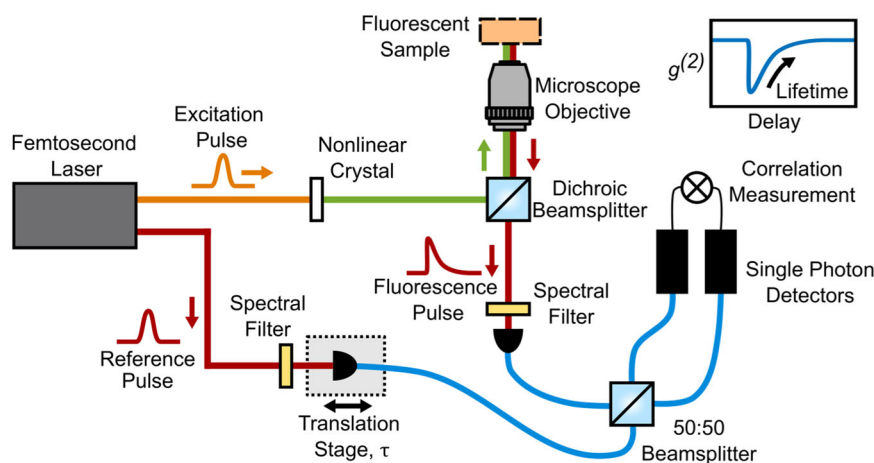 Fluorescent
Sample
g(2)
Lifetime
Delay
Microscope
Objective
Excitation
Pulse
Nonlinear
Crystal
Femtosecond
Laser
Dichroic
Beamsplitter
Correlation
Measurement
Fluorescence
Pulse
Spectral
Filter
Single Photon
Detectors
Spectral
Filter
Reference
Pulse
Translation
Stage, τ
50:50
Beamsplitter